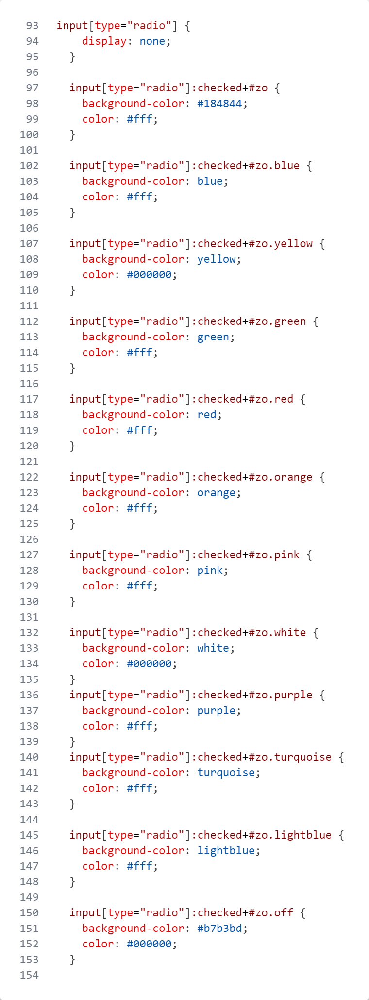 93 input[type="radio"] {
94 display: none;
95 }
96
97 input[type="radio"]:checked+#zo {
98 background-color: #184844;
99 color: #fff;
100 }
101
102 input[type="radio"]:checked+#zo.blue {
103 background-color: blue;
104 color: #fff;
105 }
106
107 input[type="radio"]:checked+#zo.yellow {
108 background-color: yellow;
109 color: #000000;
110 }
111
112 input[type="radio"]:checked+#zo.green {
113 background-color: green;
114 color: #fff;
115 }
116
117 input[type="radio"]:checked+#zo.red {
118 background-color: red;
119 color: #fff;
120 }
121
122 input[type="radio"]:checked+#zo.orange {
123 background-color: orange;
124 color: #fff;
125 }
126
127 input[type="radio"]:checked+#zo.pink {
128 background-color: pink;
129 color: #fff;
130 }
131
132 input[type="radio"]:checked+#zo.white {
133 background-color: white;
134 color: #000000;
135 }
136 input[type="radio"]:checked+#zo.purple {
137 background-color: purple;
138 color: #fff;
139 }
140 input[type="radio"]:checked+#zo.turquoise {
141 background-color: turquoise;
142 color: #fff;
143 }
144
145 input[type="radio"]:checked+#zo.lightblue {
146 background-color: lightblue;
147 color: #fff;
148 }
149
150 input[type="radio"]:checked+#zo.off {
151 background-color: #b7b3bd;
152 color: #000000;
153 }
154